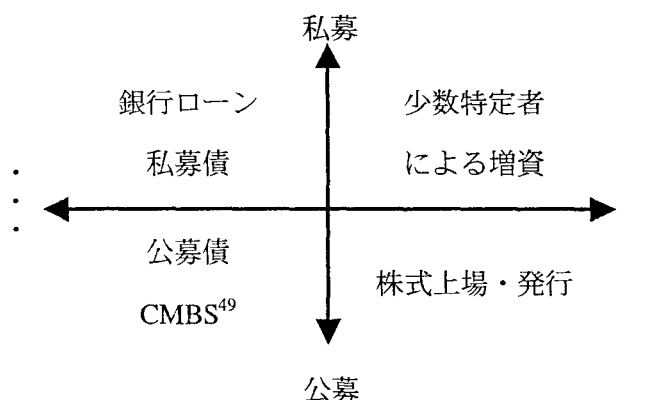 私募
銀行ローン
少数特定者
私募債
による増資
公募債
株式上場・発行
CMBS49
公募